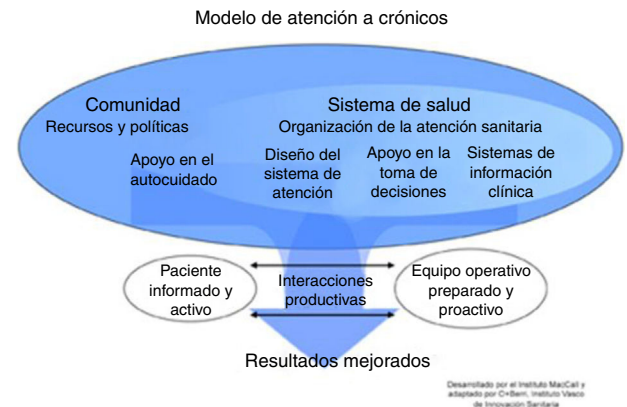 Modelo de atención a crónicos
Comunidad
Recursos y políticas
Sistema de salud
Organización de la atención sanitaria
Apoyo en el
autocuidado
Diseño del
sistema de
atención
Apoyo en la
toma de
decisiones
Sistemas de
información
clínica
Paciente
informado y
activo
Interacciones
productivas
Equipo operativo
preparado y
proactivo
Resultados mejorados
Desarrollado por el Instituto MacCall y
adaptado por O+Berri, Instituto Vasco
de Innovación Sanitaria